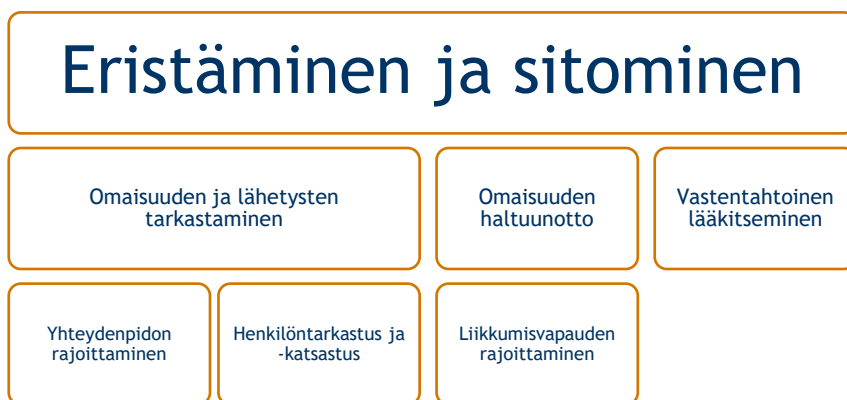 Eristäminen ja sitominen
Omaisuuden ja lähetysten
tarkastaminen
Omaisuuden
haltuunotto
Vastentahtoinen
lääkitseminen
Yhteydenpidon
rajoittaminen
Henkilöntarkastus ja
-katsastus
Liikkumisvapauden
rajoittaminen